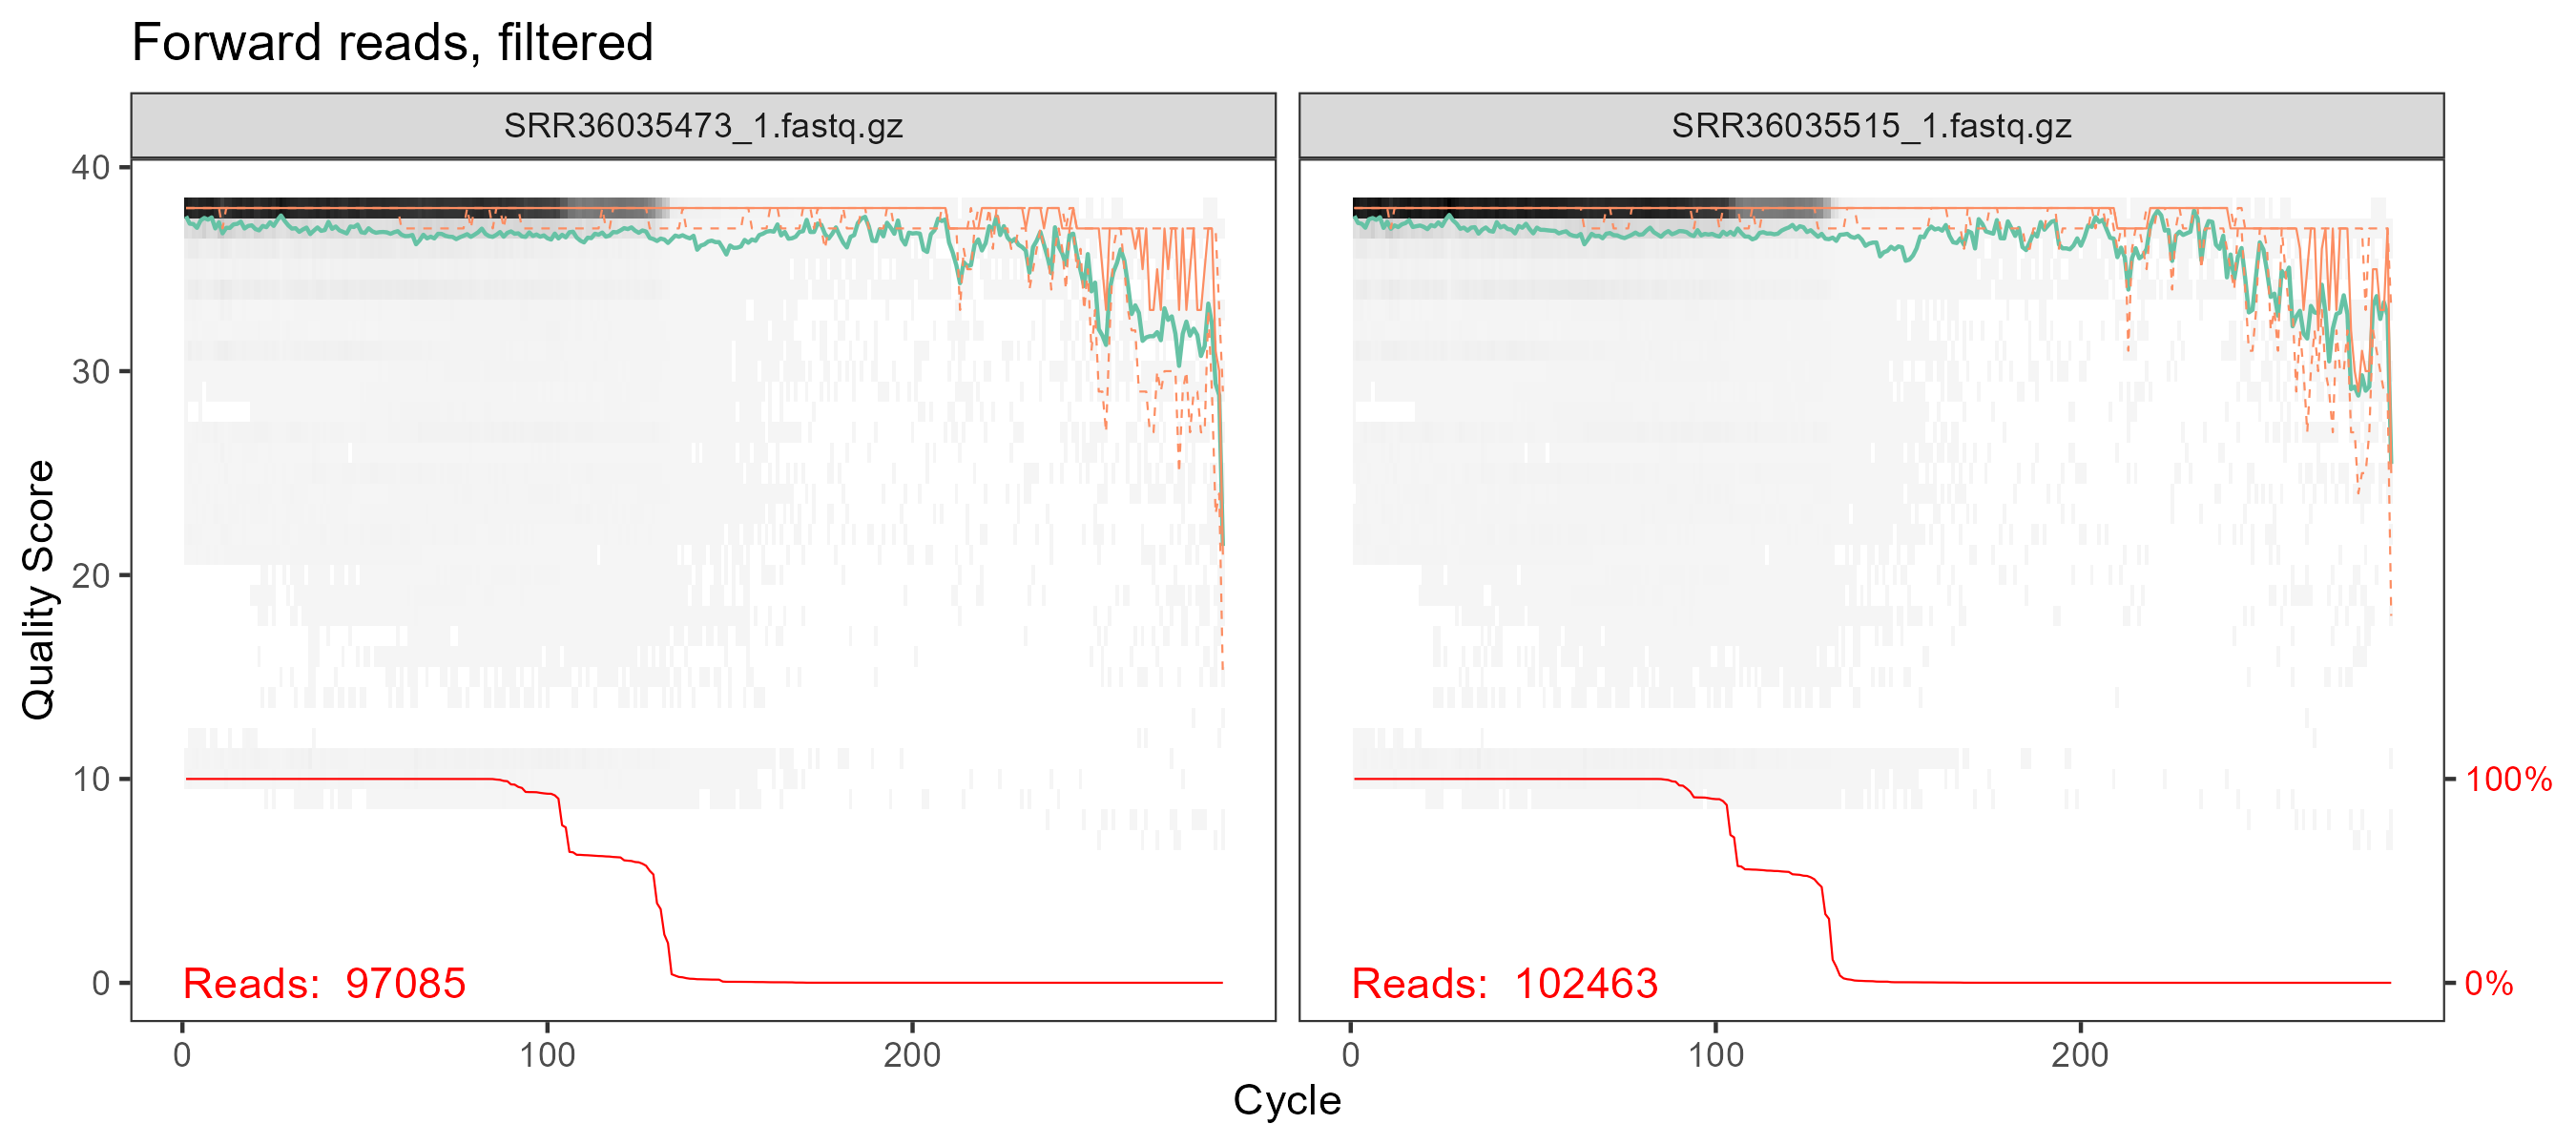 Forward reads, filtered
SRR36035473_1.fastq.gz
SRR36035515_1.fastq.gz
Quality Score
40
30
20
10
0
100%
0%
Reads: 97085
Reads: 102463
0
100
200
0
100
200
Cycle